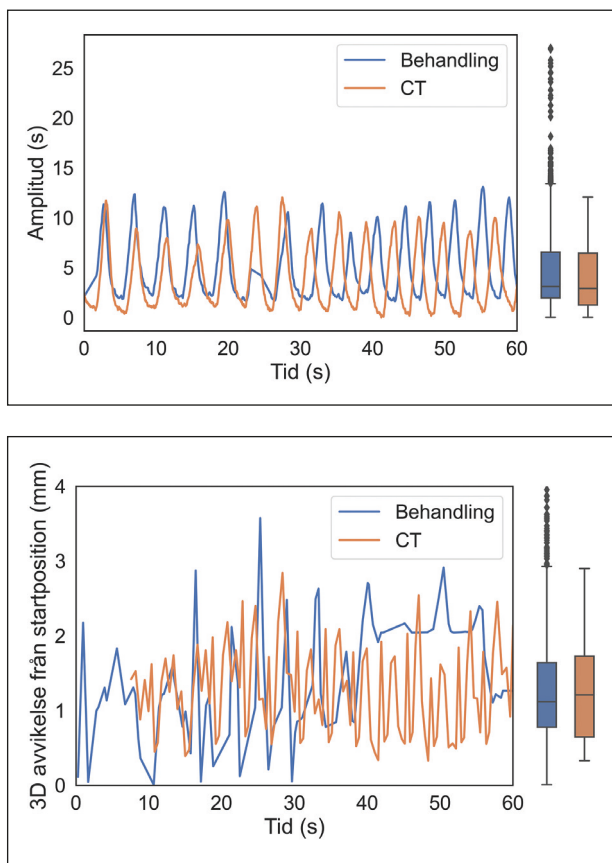 Amplitud (s)
25
20
15
10
5
0
Behandling
CT
0 10 20 30 40 50 60
Tid (s)
3D avvikelse från startposition (mm)
4
3
2
1
0
Behandling
CT
0 10 20 30 40 50 60
Tid (s)